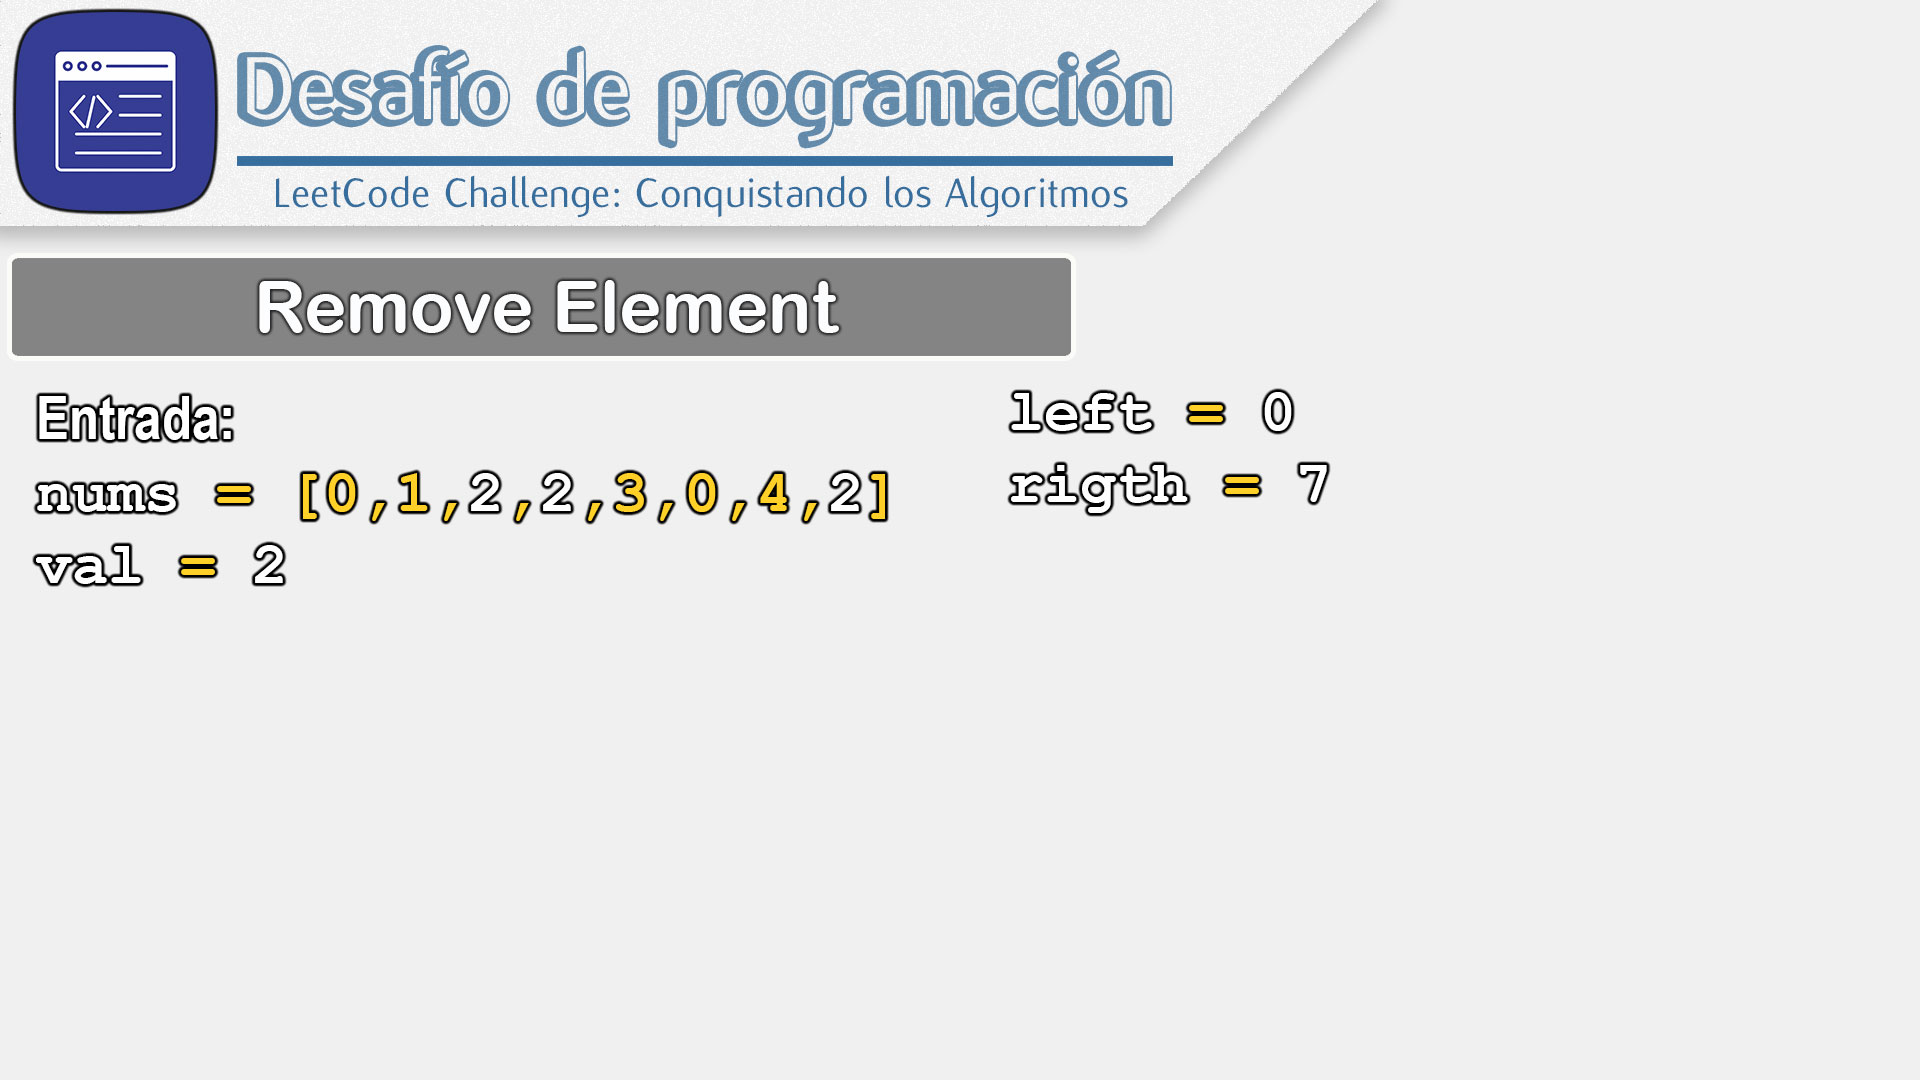 </>
Desafío de programación
LeetCode Challenge: Conquistando los Algoritmos
Remove Element
Entrada:
nums = [0,1,2,2,3,0,4,2]
val = 2
left = 0
rigth = 7